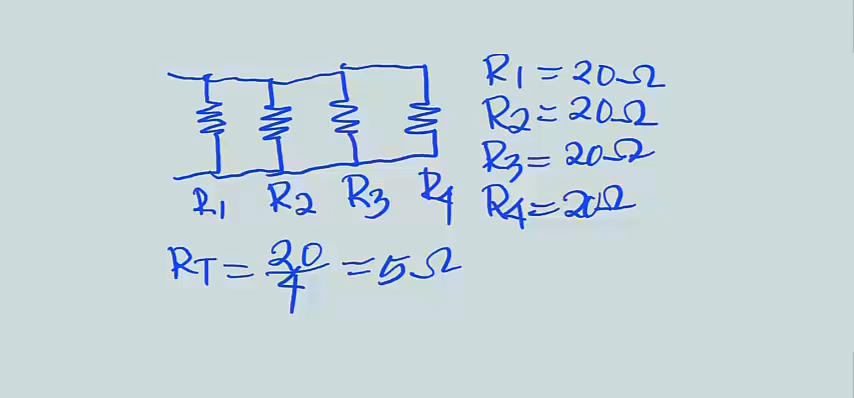 R1 = 20Ω
R2 = 20Ω
R3 = 20Ω
R1 R2 R3 R4 R4 = 20Ω
RT = 20/4 = 5Ω